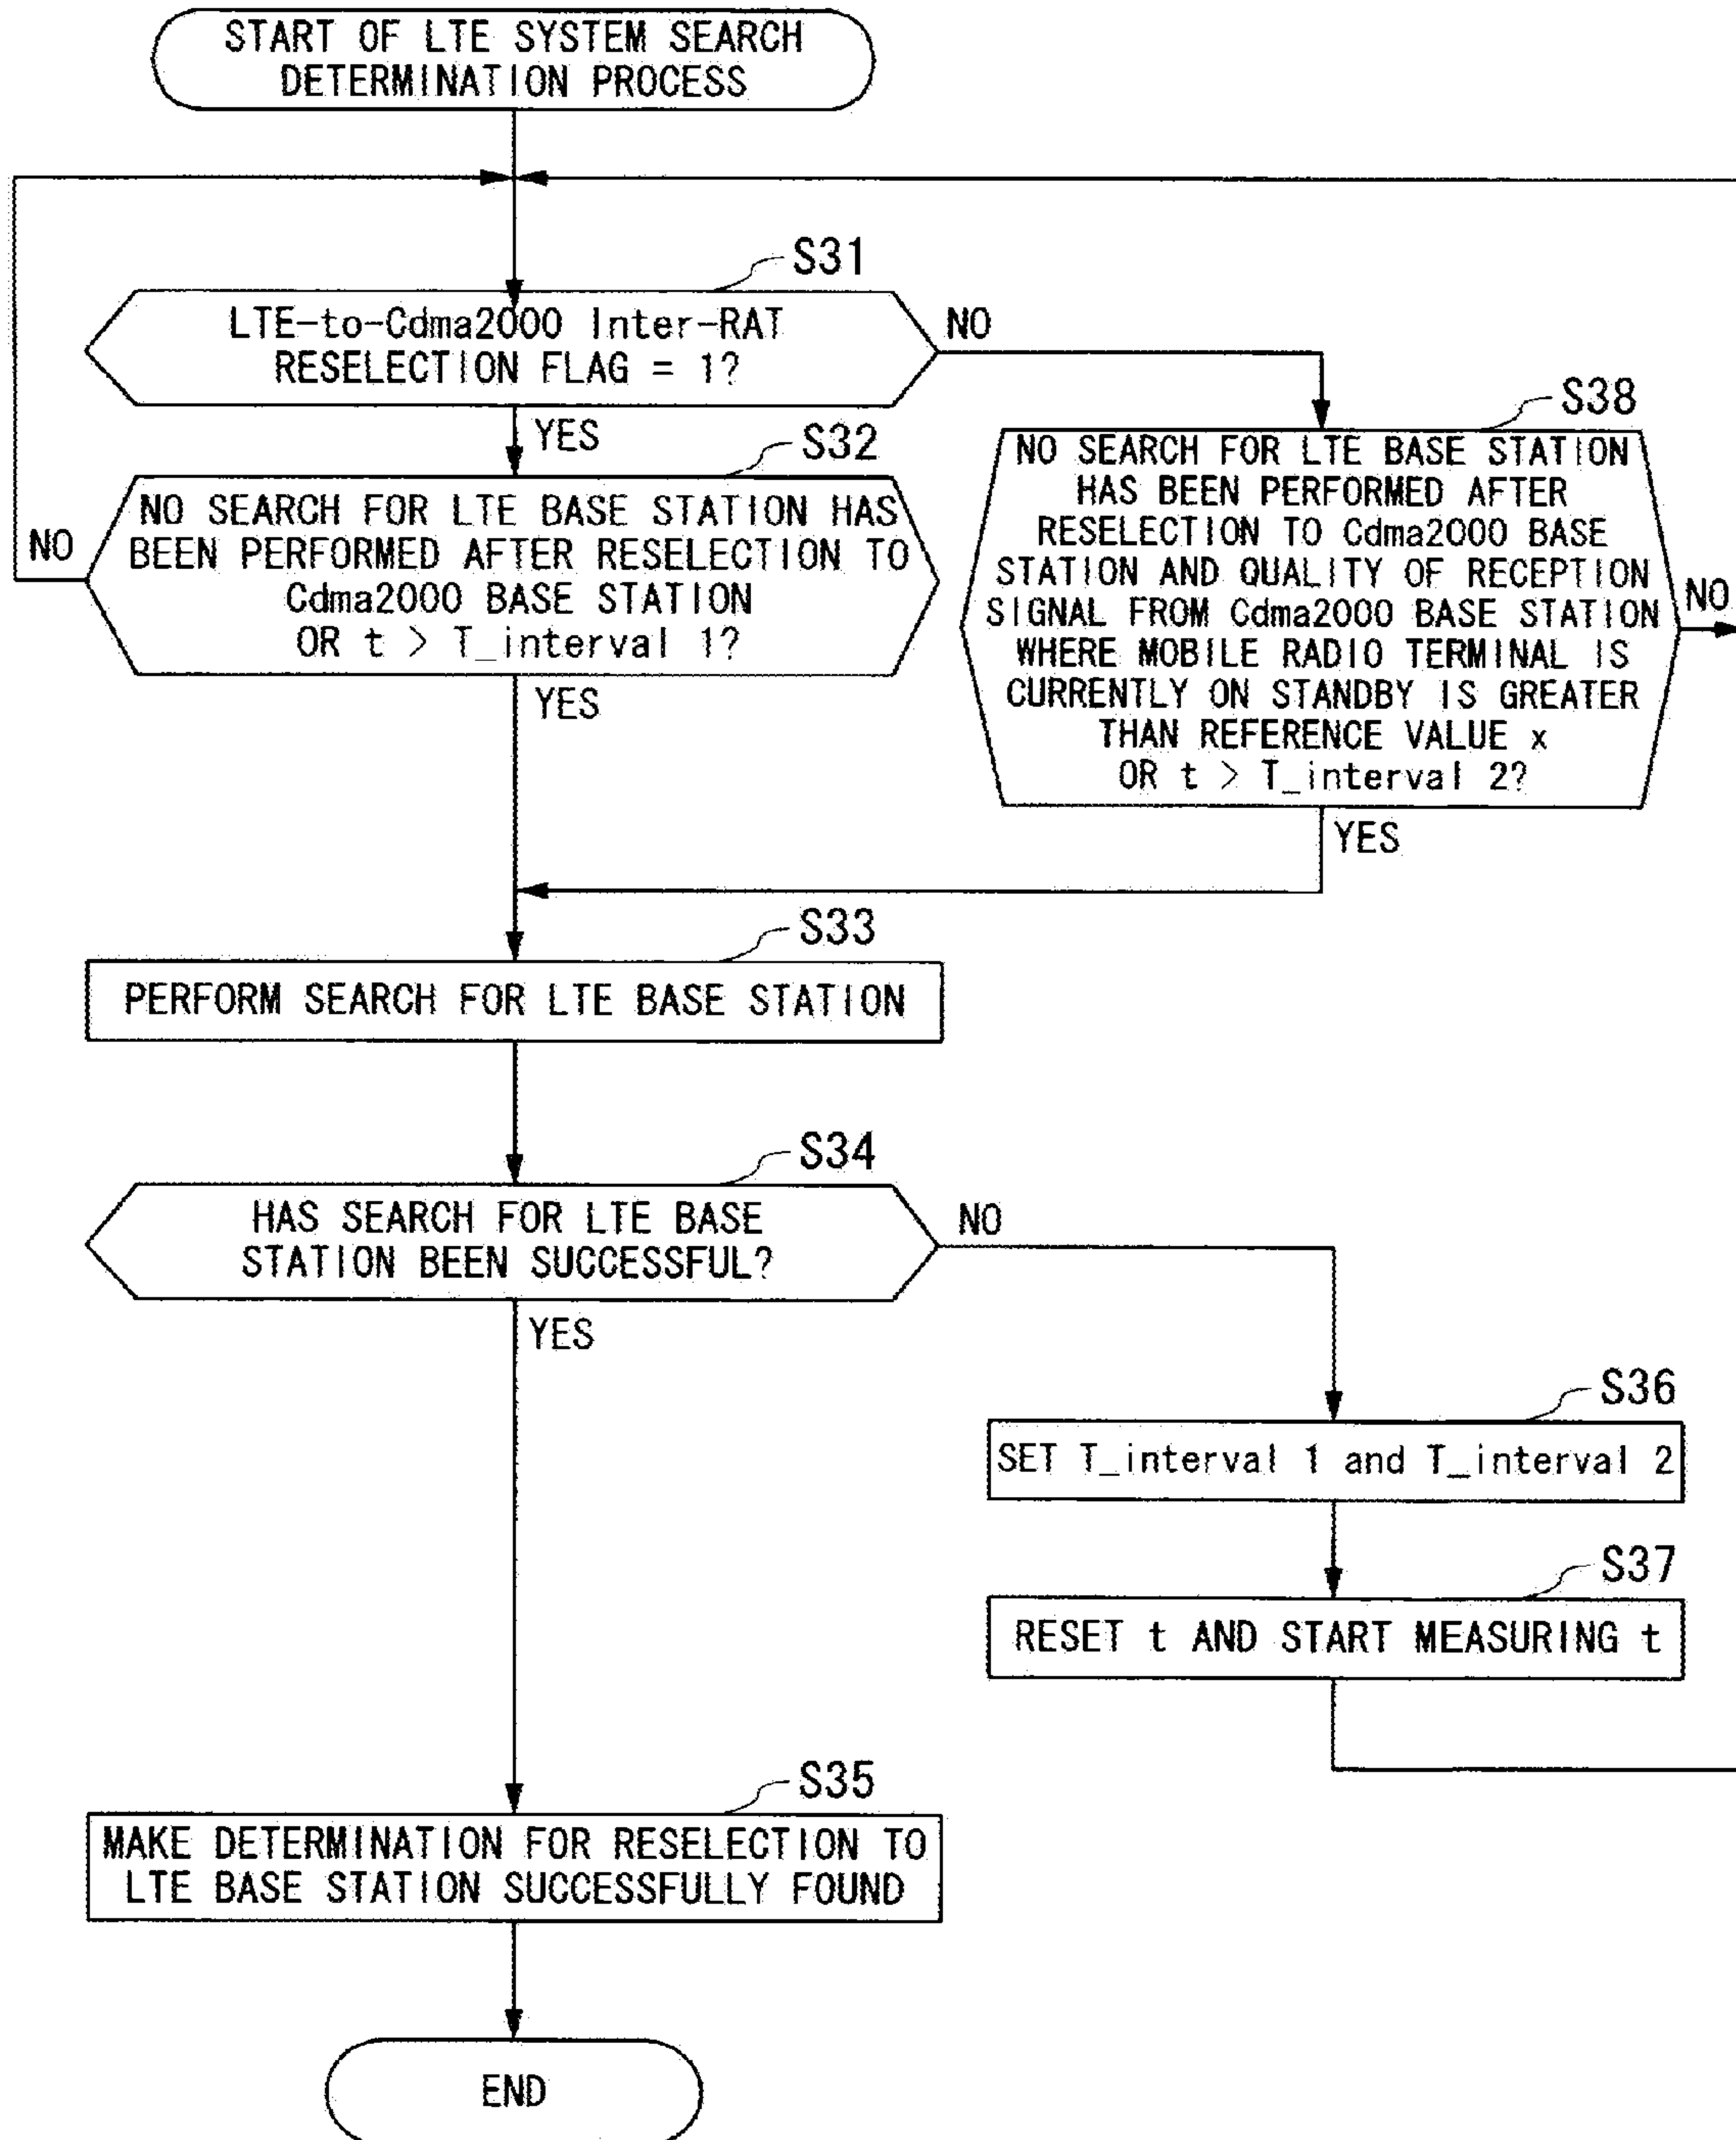 START OF LTE SYSTEM SEARCH
DETERMINATION PROCESS
S31
LTE-to-Cdma2000 Inter-RAT
RESELECTION FLAG = 1?
NO
YES
S32
NO SEARCH FOR LTE BASE STATION HAS
BEEN PERFORMED AFTER RESELECTION TO
Cdma2000 BASE STATION
OR t > T_interval 1?
NO
YES
S38
NO SEARCH FOR LTE BASE STATION
HAS BEEN PERFORMED AFTER
RESELECTION TO Cdma2000 BASE
STATION AND QUALITY OF RECEPTION
SIGNAL FROM Cdma2000 BASE STATION
WHERE MOBILE RADIO TERMINAL IS
CURRENTLY ON STANDBY IS GREATER
THAN REFERENCE VALUE x
OR t > T_interval 2?
NO
YES
S33
PERFORM SEARCH FOR LTE BASE STATION
S34
HAS SEARCH FOR LTE BASE
STATION BEEN SUCCESSFUL?
NO
YES
S36
SET T_interval 1 and T_interval 2
S37
RESET t AND START MEASURING t
S35
MAKE DETERMINATION FOR RESELECTION TO
LTE BASE STATION SUCCESSFULLY FOUND
END